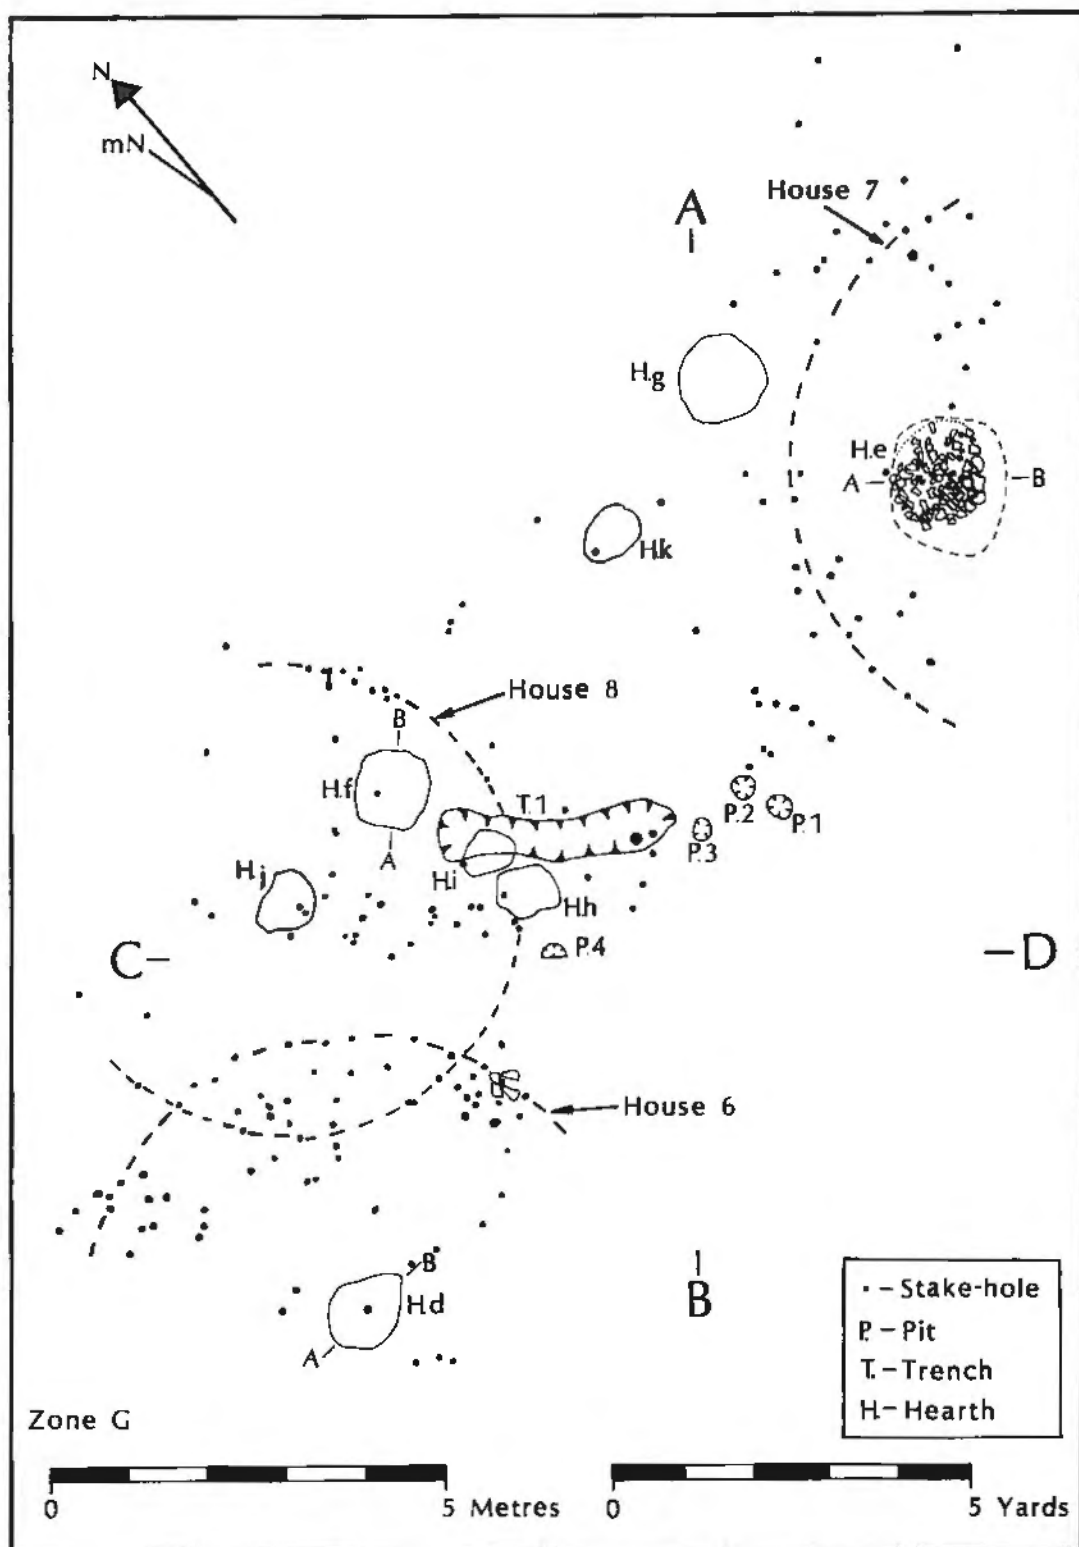 N
mN
A
House 7
H.g
H.e
A
B
H.k
House 8
B
H.f
T.1
P.2
P.1
P.3
A
H.i
H.j
H.h
P.4
C
D
House 6
B
H.d
A
B
· – Stake-hole
P. – Pit
T. – Trench
H. – Hearth
Zone G
0 5 Metres
0 5 Yards